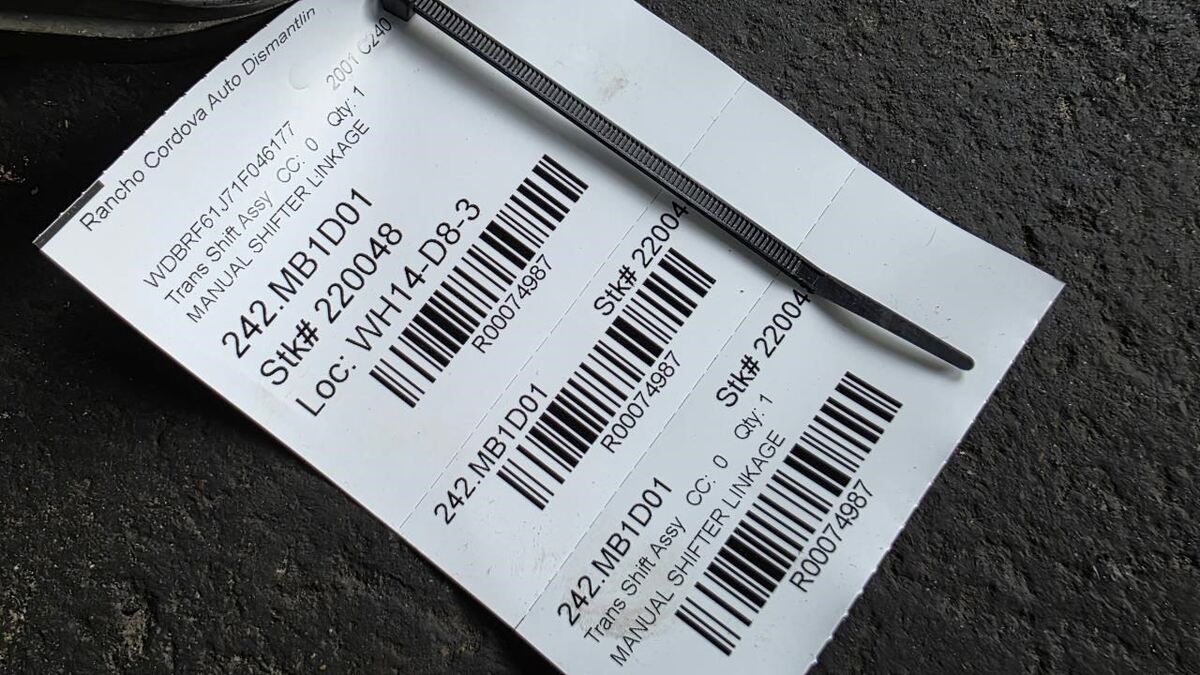 Rancho Cordova Auto Dismantlin
WDBRF61J71F046177 2001 C240
Trans Shift Assy CC: 0 Qty: 1
MANUAL SHIFTER LINKAGE
242.MB1D01
Stk# 220048
Loc: WH14-D8-3
R00074987
242.MB1D01 Stk# 22004
R00074987
242.MB1D01 Stk# 22004
Trans Shift Assy CC: 0 Qty: 1
MANUAL SHIFTER LINKAGE
R00074987